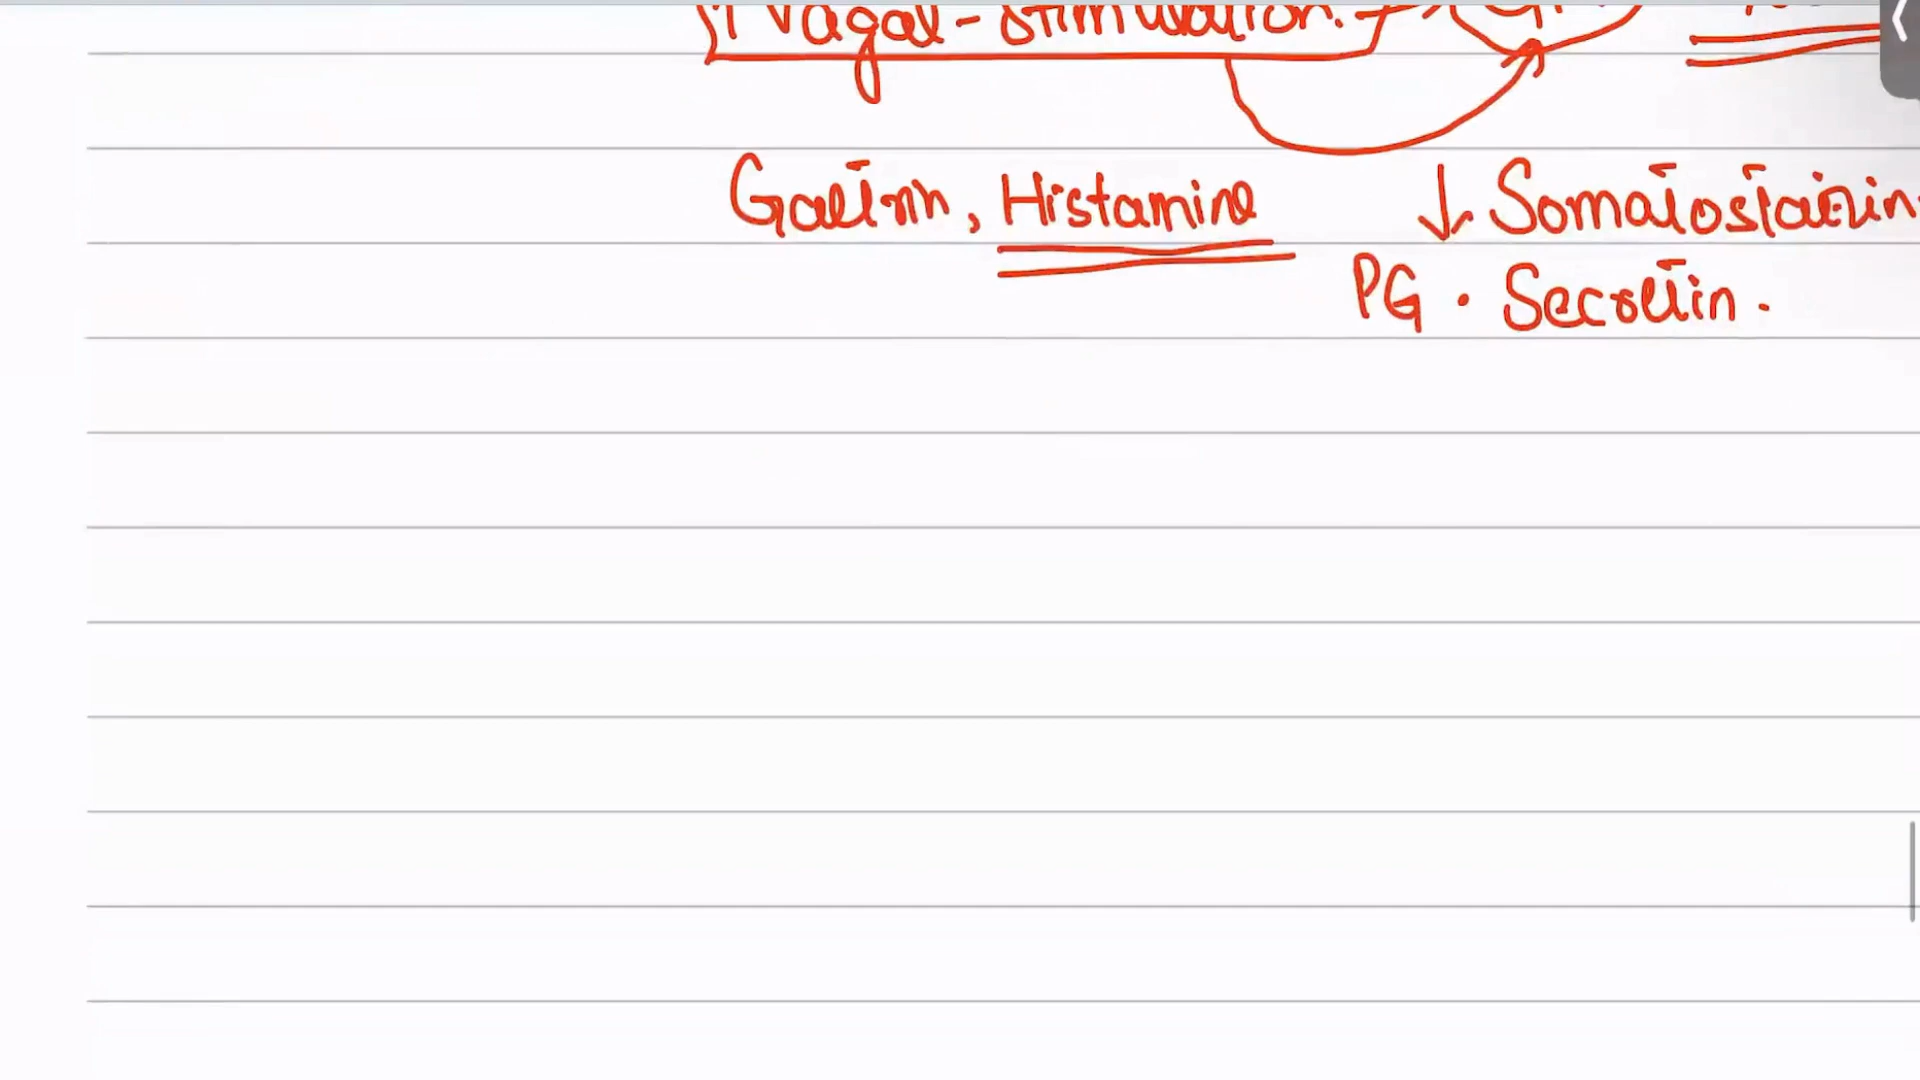 ↑ Vagal - Stimulation.
Gastrin, Histamine ↓ Somatostatin.
PG . Secretin.